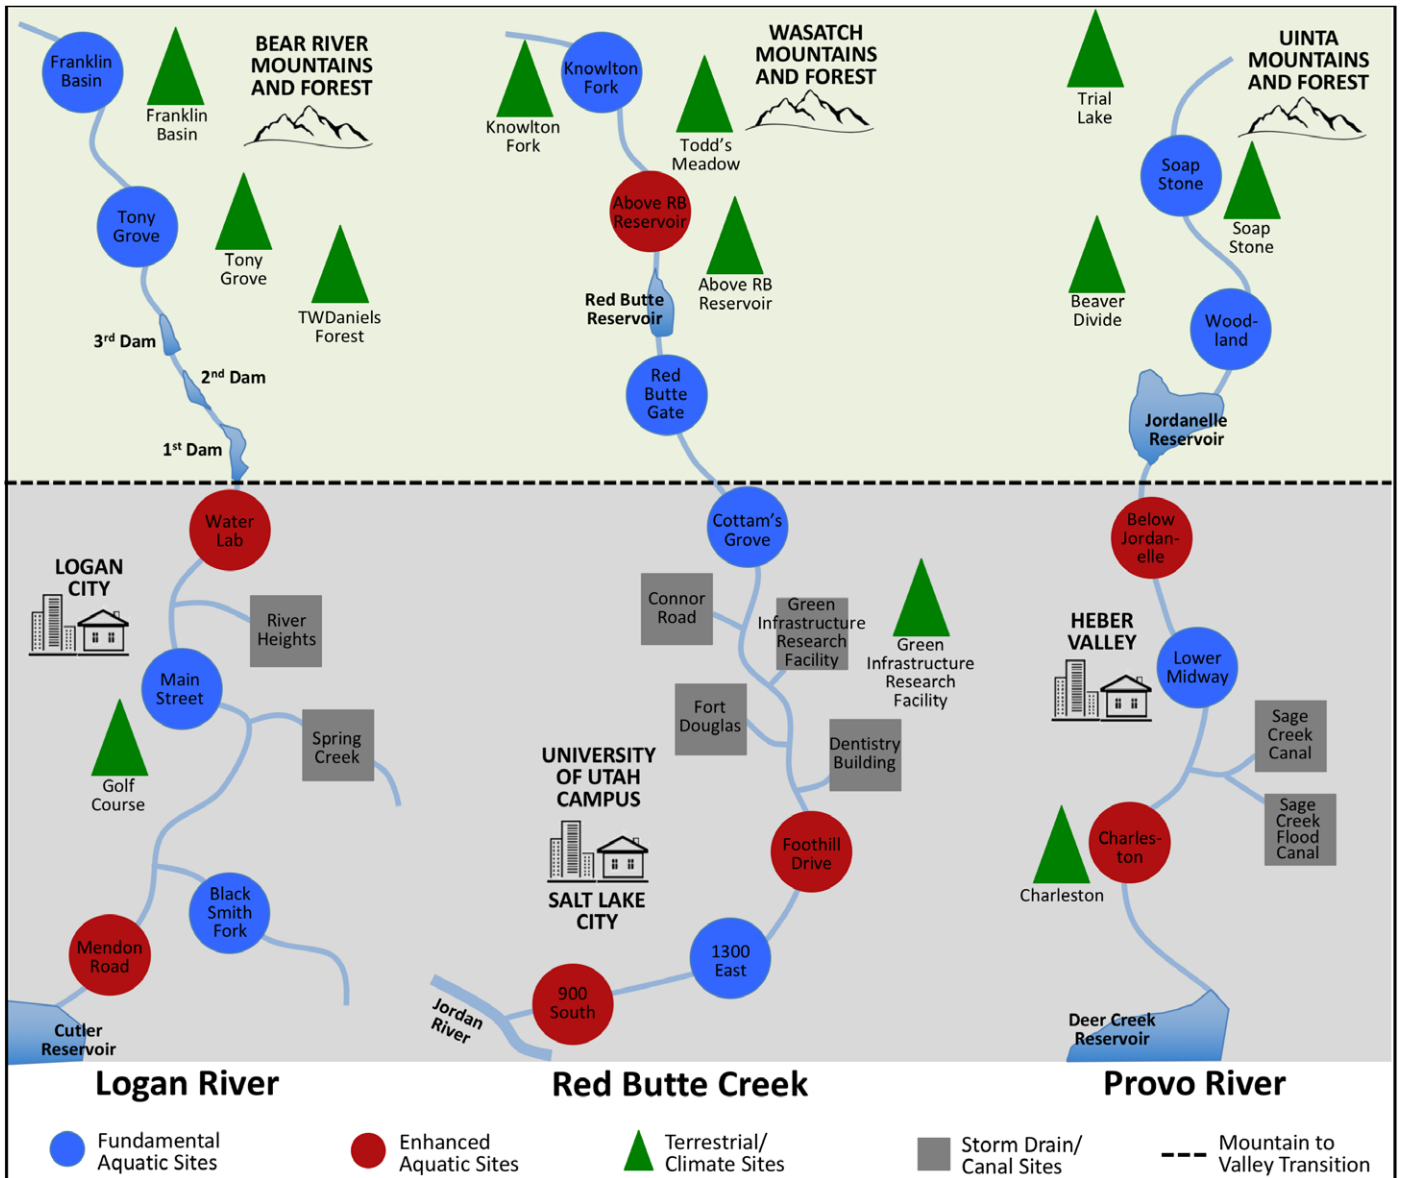 BEAR RIVER
MOUNTAINS
AND FOREST
Franklin
Basin
Franklin
Basin
Tony
Grove
Tony
Grove
TWDaniels
Forest
3rd Dam
2nd Dam
1st Dam
Water
Lab
LOGAN
CITY
River
Heights
Main
Street
Spring
Creek
Golf
Course
Black
Smith
Fork
Mendon
Road
Cutler
Reservoir
Logan River
WASATCH
MOUNTAINS
AND FOREST
Knowlton
Fork
Knowlton
Fork
Todd's
Meadow
Above RB
Reservoir
Above RB
Reservoir
Red Butte
Reservoir
Red
Butte
Gate
Cottam's
Grove
Connor
Road
Green
Infrastructure
Research
Facility
Green
Infrastructure
Research
Facility
Fort
Douglas
Dentistry
Building
UNIVERSITY
OF UTAH
CAMPUS
SALT LAKE
CITY
Foothill
Drive
1300
East
900
South
Jordan
River
Red Butte Creek
UINTA
MOUNTAINS
AND FOREST
Trial
Lake
Soap
Stone
Soap
Stone
Beaver
Divide
Wood-
land
Jordanelle
Reservoir
Below
Jordan-
elle
HEBER
VALLEY
Lower
Midway
Sage
Creek
Canal
Sage
Creek
Flood
Canal
Charles-
ton
Charleston
Deer Creek
Reservoir
Provo River
Fundamental
Aquatic Sites
Enhanced
Aquatic Sites
Terrestrial/
Climate Sites
Storm Drain/
Canal Sites
Mountain to
Valley Transition